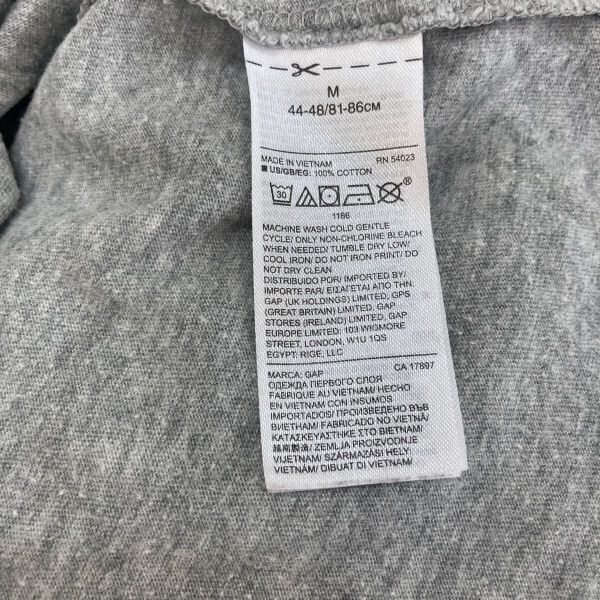 M
44-48/81-86см
MADE IN VIETNAM RN 54023
US/GB/EG: 100% COTTON
30
1186
MACHINE WASH COLD GENTLE
CYCLE/ ONLY NON-CHLORINE BLEACH
WHEN NEEDED/ TUMBLE DRY LOW/
COOL IRON/ DO NOT IRON PRINT/ DO
NOT DRY CLEAN
DISTRIBUIDO POR/ IMPORTED BY/
IMPORTE PAR/ ΕΙΣΑΓΕΤΑΙ ΑΠΟ ΤΗΝ:
GAP (UK HOLDINGS) LIMITED, GPS
(GREAT BRITAIN) LIMITED, GAP
STORES (IRELAND) LIMITED, GAP
EUROPE LIMITED: 103 WIGMORE
STREET, LONDON, W1U 1QS
EGYPT: RIGE, LLC
MARCA: GAP CA 17897
ОДЕЖДА ПЕРВОГО СЛОЯ
FABRIQUE AU VIETNAM/ HECHO
EN VIETNAM CON INSUMOS
IMPORTADOS/ ПРОИЗВЕДЕНО ВЪВ
ВИЕТНАМ/ FABRICADO NO VIETNÃ/
ΚΑΤΑΣΚΕΥΑΣΤΗΚΕ ΣΤΟ ΒΙΕΤΝΑΜ/
越南製造/ ZEMLJA PROIZVODNJE
VIJETNAM/ SZÁRMAZÁSI HELY:
VIETNÁM/ DIBUAT DI VIETNAM/